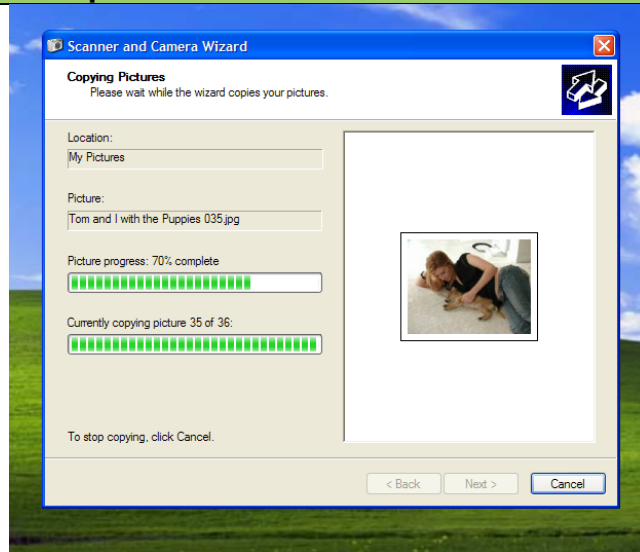 Scanner and Camera Wizard
Copying Pictures
Please wait while the wizard copies your pictures.
Location:
My Pictures
Picture:
Tom and I with the Puppies 035.jpg
Picture progress: 70% complete
Currently copying picture 35 of 36:
To stop copying, click Cancel.
< Back Next > Cancel